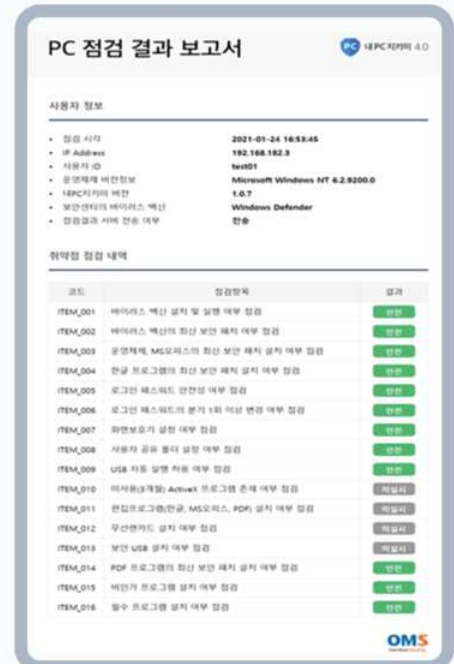 PC 점검 결과 보고서
PC 내PC지키미 4.0
사용자 정보
점검 시각 2021-01-24 16:53:45
IP Address 192.168.182.3
사용자 ID test01
운영체제 버전정보 Microsoft Windows NT 6.2.9200.0
내PC지키미 버전 1.0.7
보안센터의 바이러스 백신 Windows Defender
점검결과 서버 전송 여부 전송
취약점 점검 내역
코드 점검항목 결과
ITEM_001 바이러스 백신 설치 및 실행 여부 점검 안전
ITEM_002 바이러스 백신의 최신 보안 패치 여부 점검 안전
ITEM_003 운영체제, MS오피스의 최신 보안 패치 설치 여부 점검 안전
ITEM_004 한글 프로그램의 최신 보안 패치 설치 여부 점검 안전
ITEM_005 로그인 패스워드 안전성 여부 점검 안전
ITEM_006 로그인 패스워드의 분기 1회 이상 변경 여부 점검 안전
ITEM_007 화면보호기 설정 여부 점검 안전
ITEM_008 사용자 공유 폴더 설정 여부 점검 안전
ITEM_009 USB 자동 실행 허용 여부 점검 안전
ITEM_010 미사용(3개월) ActiveX 프로그램 존재 여부 점검 미실시
ITEM_011 편집프로그램(한글, MS오피스, PDF) 설치 여부 점검 미실시
ITEM_012 무선랜카드 설치 여부 점검 미실시
ITEM_013 보안 USB 설치 여부 점검 미실시
ITEM_014 PDF 프로그램의 최신 보안 패치 설치 여부 점검 안전
ITEM_015 비인가 프로그램 설치 여부 점검 안전
ITEM_016 필수 프로그램 설치 여부 점검 안전
OMS